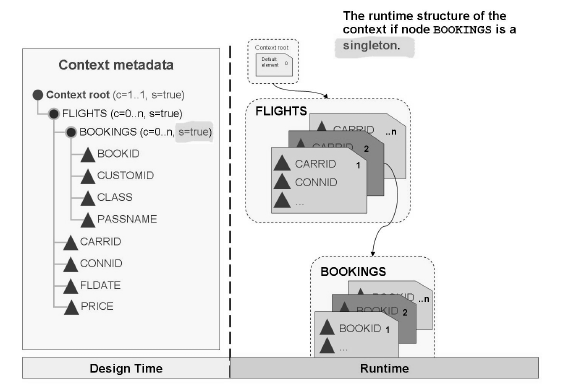 The runtime structure of the
context if node BOOKINGS is a
singleton.
Context metadata
Context root (c=1..1, s=true)
FLIGHTS (c=0..n, s=true)
BOOKINGS (c=0..n, s=true)
BOOKID
CUSTOMID
CLASS
PASSNAME
CARRID
CONNID
FLDATE
PRICE
Context root
Default
element
0
FLIGHTS
CARRID ..n
CARRID 2
CARRID 1
CONNID
...
BOOKINGS
BOOKID ..n
BOOKID 2
BOOKID 1
...
Design Time
Runtime